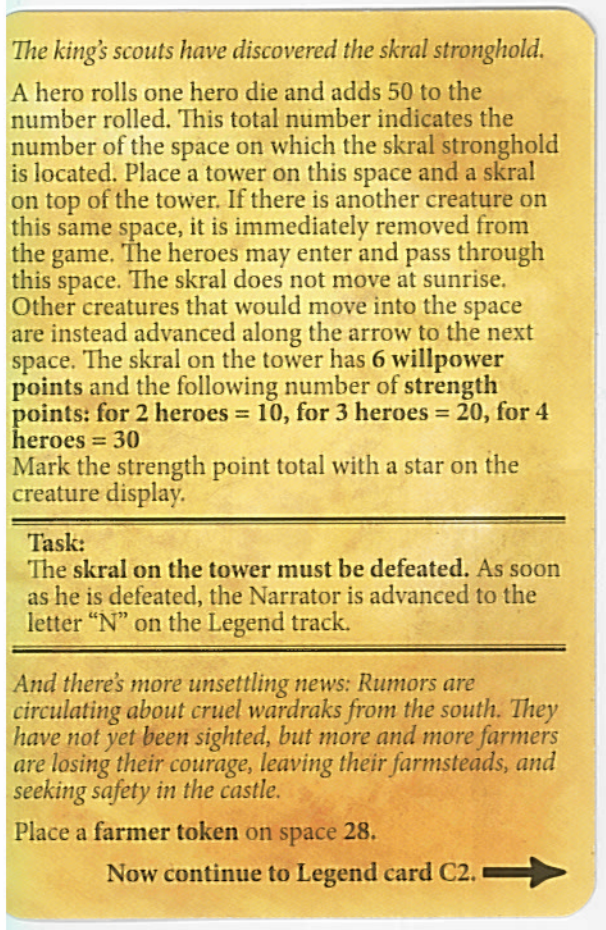 The king's scouts have discovered the skral stronghold.
A hero rolls one hero die and adds 50 to the
number rolled. This total number indicates the
number of the space on which the skral stronghold
is located. Place a tower on this space and a skral
on top of the tower. If there is another creature on
this same space, it is immediately removed from
the game. The heroes may enter and pass through
this space. The skral does not move at sunrise.
Other creatures that would move into the space
are instead advanced along the arrow to the next
space. The skral on the tower has 6 willpower
points and the following number of strength
points: for 2 heroes = 10, for 3 heroes = 20, for 4
heroes = 30
Mark the strength point total with a star on the
creature display.
Task:
The skral on the tower must be defeated. As soon
as he is defeated, the Narrator is advanced to the
letter “N” on the Legend track.
And there's more unsettling news: Rumors are
circulating about cruel wardraks from the south. They
have not yet been sighted, but more and more farmers
are losing their courage, leaving their farmsteads, and
seeking safety in the castle.
Place a farmer token on space 28.
Now continue to Legend card C2.